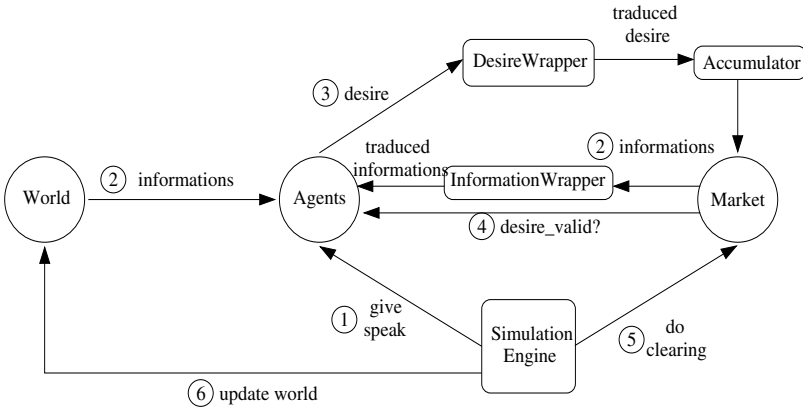 traduced
desire
DesireWrapper
Accumulator
3 desire
traduced
informations
2 informations
World
2 informations
Agents
InformationWrapper
Market
4 desire_valid?
1 give
speak
Simulation
Engine
5 do
clearing
6 update world